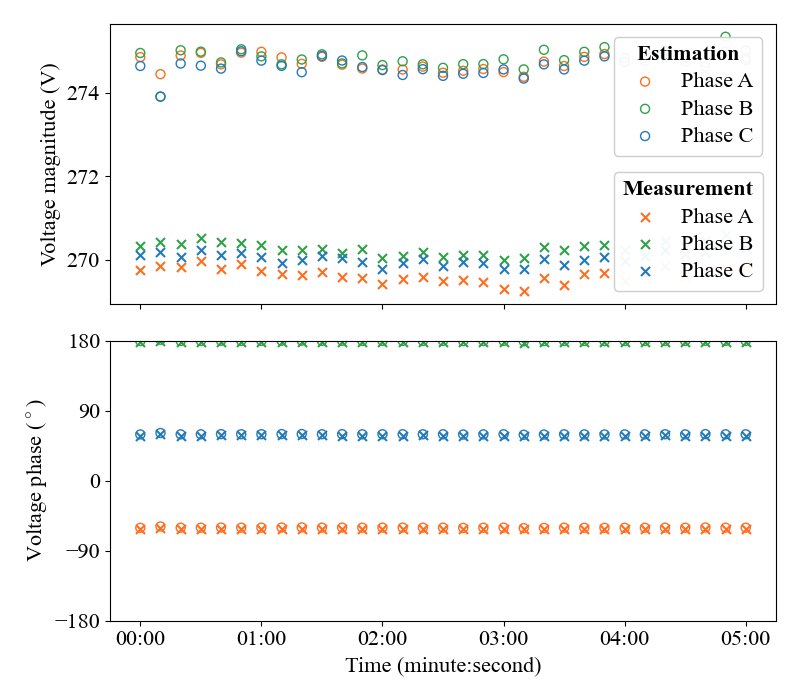 Voltage magnitude (V)
274
272
270
Estimation
Phase A
Phase B
Phase C
Measurement
Phase A
Phase B
Phase C
Voltage phase (°)
180
90
0
−90
−180
00:00 01:00 02:00 03:00 04:00 05:00
Time (minute:second)